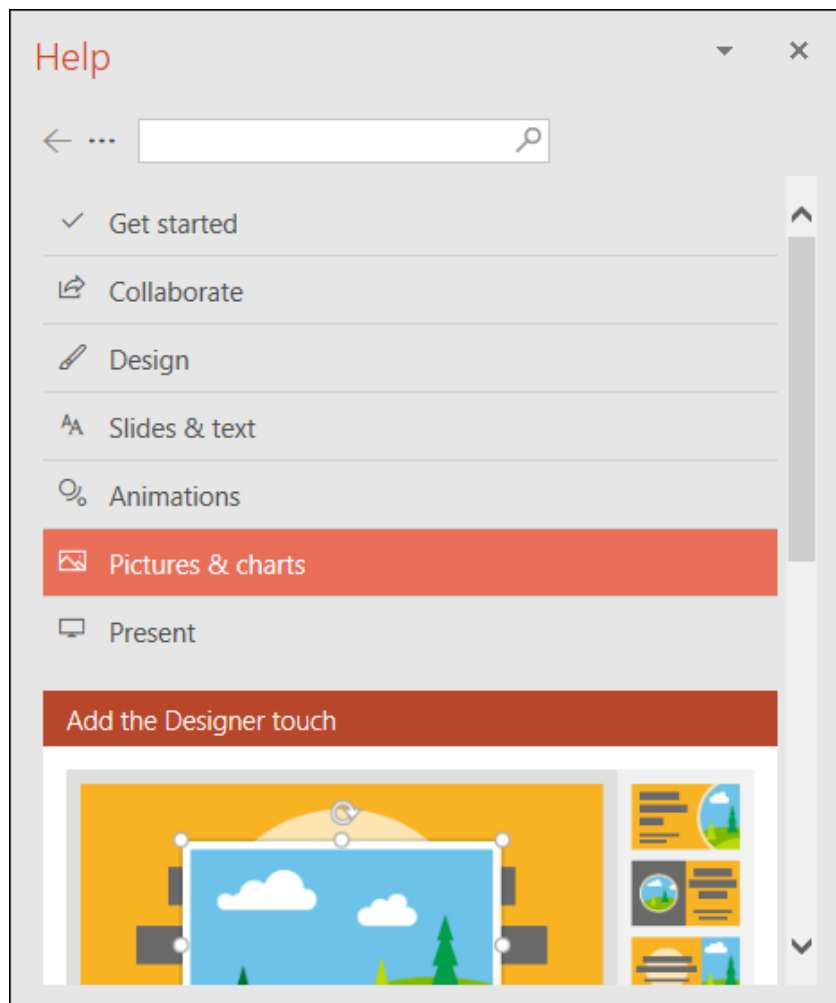 Help
Get started
Collaborate
Design
Slides & text
Animations
Pictures & charts
Present
Add the Designer touch